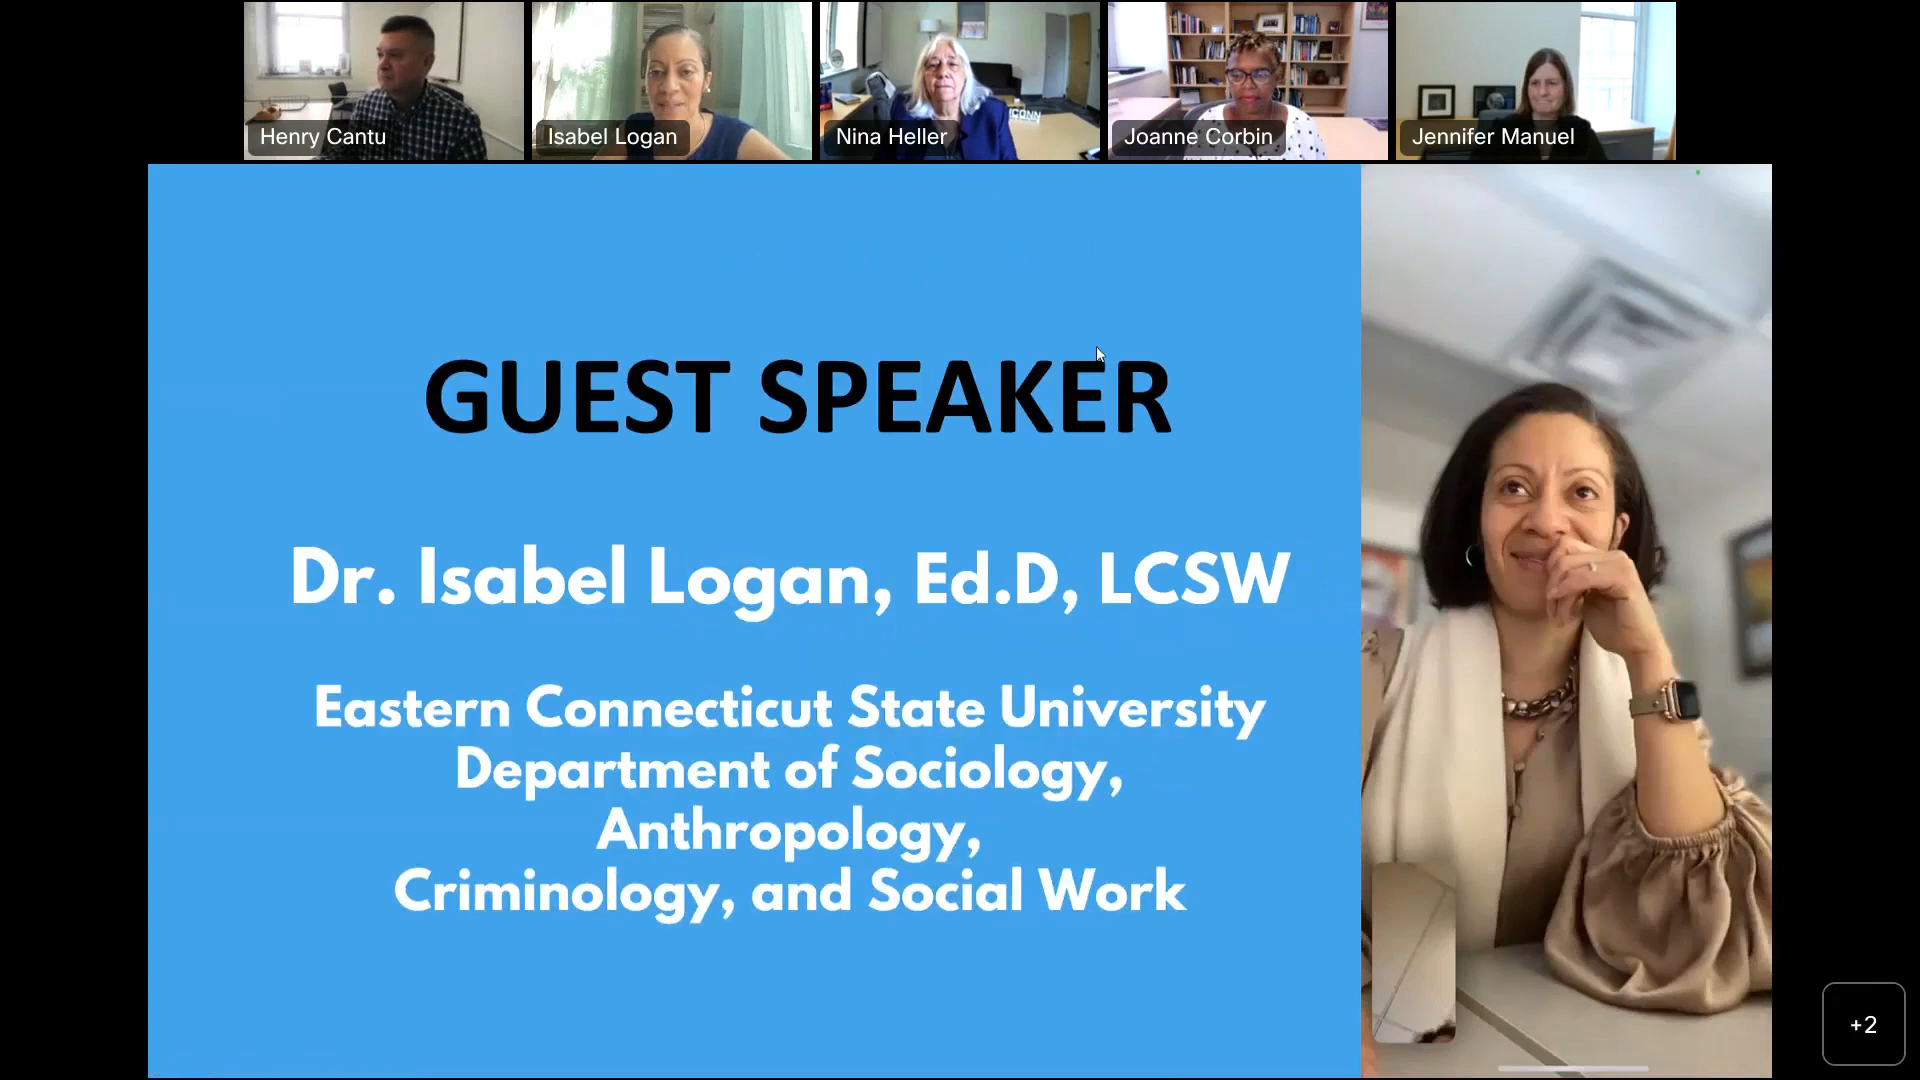 Henry Cantu
Isabel Logan
Nina Heller
Joanne Corbin
Jennifer Manuel
GUEST SPEAKER
Dr. Isabel Logan, Ed.D, LCSW
Eastern Connecticut State University
Department of Sociology,
Anthropology,
Criminology, and Social Work
+2